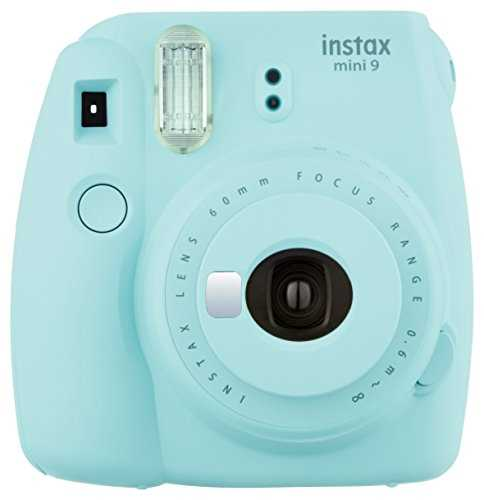 instax
mini 9
INSTAX LENS 60mm FOCUS RANGE 0.6m ~ ∞